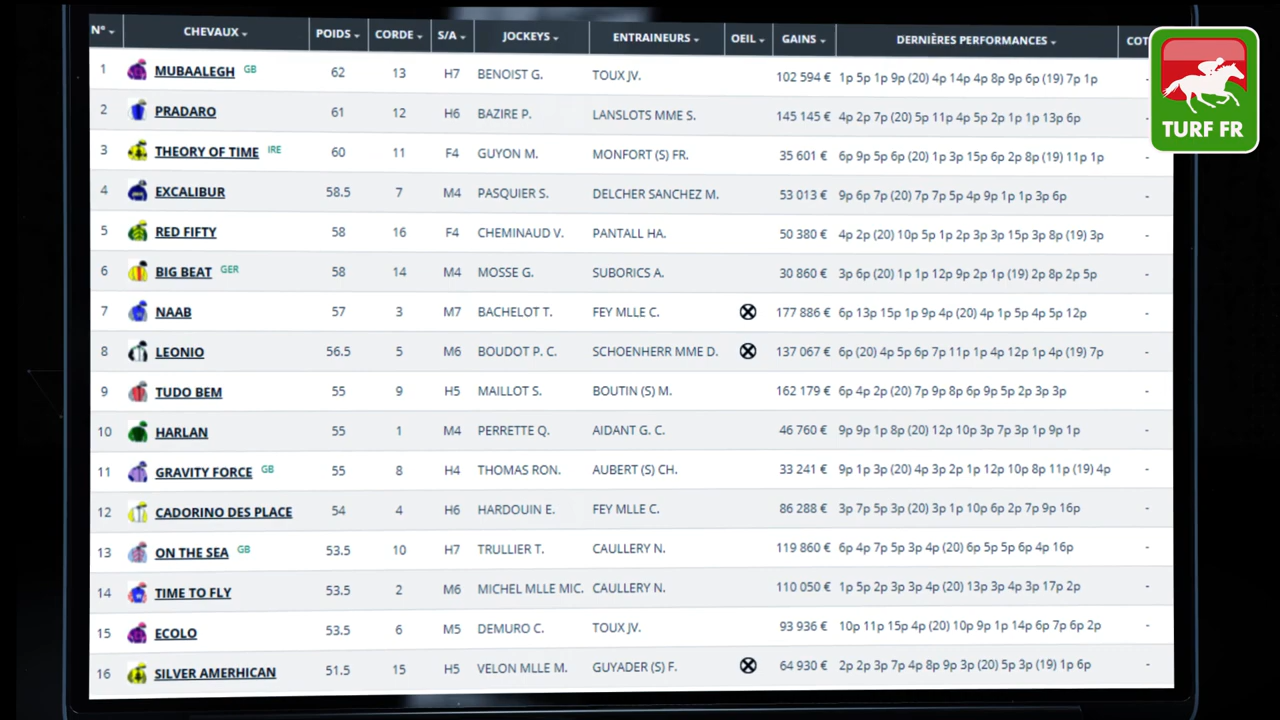 N° CHEVAUX POIDS CORDE S/A JOCKEYS ENTRAINEURS OEIL GAINS DERNIÈRES PERFORMANCES COT
1 MUBAALEGH GB 62 13 H7 BENOIST G. TOUX JV. 102 594 € 1p 5p 1p 9p (20) 4p 14p 4p 8p 9p 6p (19) 7p 1p -
2 PRADARO 61 12 H6 BAZIRE P. LANSLOTS MME S. 145 145 € 4p 2p 7p (20) 5p 11p 4p 5p 2p 1p 1p 13p 6p -
3 THEORY OF TIME IRE 60 11 F4 GUYON M. MONFORT (S) FR. 35 601 € 6p 9p 5p 6p (20) 1p 3p 15p 6p 2p 8p (19) 11p 1p -
4 EXCALIBUR 58.5 7 M4 PASQUIER S. DELCHER SANCHEZ M. 53 013 € 9p 6p 7p (20) 7p 7p 5p 4p 9p 1p 1p 3p 6p -
5 RED FIFTY 58 16 F4 CHEMINAUD V. PANTALL HA. 50 380 € 4p 2p (20) 10p 5p 1p 2p 3p 3p 15p 3p 8p (19) 3p -
6 BIG BEAT GER 58 14 M4 MOSSE G. SUBORICS A. 30 860 € 3p 6p (20) 1p 1p 12p 9p 2p 1p (19) 2p 8p 2p 5p -
7 NAAB 57 3 M7 BACHELOT T. FEY MLLE C. 177 886 € 6p 13p 15p 1p 9p 4p (20) 4p 1p 5p 4p 5p 12p -
8 LEONIO 56.5 5 M6 BOUDOT P. C. SCHOENHERR MME D. 137 067 € 6p (20) 4p 5p 6p 7p 11p 1p 4p 12p 1p 4p (19) 7p -
9 TUDO BEM 55 9 H5 MAILLOT S. BOUTIN (S) M. 162 179 € 6p 4p 2p (20) 7p 9p 8p 6p 9p 5p 2p 3p 3p -
10 HARLAN 55 1 M4 PERRETTE Q. AIDANT G. C. 46 760 € 9p 9p 1p 8p (20) 12p 10p 3p 7p 3p 1p 9p 1p -
11 GRAVITY FORCE GB 55 8 H4 THOMAS RON. AUBERT (S) CH. 33 241 € 9p 1p 3p (20) 4p 3p 2p 1p 12p 10p 8p 11p (19) 4p -
12 CADORINO DES PLACE 54 4 H6 HARDOUIN E. FEY MLLE C. 86 288 € 3p 7p 5p 3p (20) 3p 1p 10p 6p 2p 7p 9p 16p -
13 ON THE SEA GB 53.5 10 H7 TRULLIER T. CAULLERY N. 119 860 € 6p 4p 7p 5p 3p 4p (20) 6p 5p 5p 6p 4p 16p -
14 TIME TO FLY 53.5 2 M6 MICHEL MLLE MIC. CAULLERY N. 110 050 € 1p 5p 2p 3p 3p 4p (20) 13p 3p 4p 3p 17p 2p -
15 ECOLO 53.5 6 M5 DEMURO C. TOUX JV. 93 936 € 10p 11p 15p 4p (20) 10p 9p 1p 14p 6p 7p 6p 2p -
16 SILVER AMERHICAN 51.5 15 H5 VELON MLLE M. GUYADER (S) F. 64 930 € 2p 2p 3p 7p 4p 8p 9p 3p (20) 5p 3p (19) 1p 6p -
TURF FR